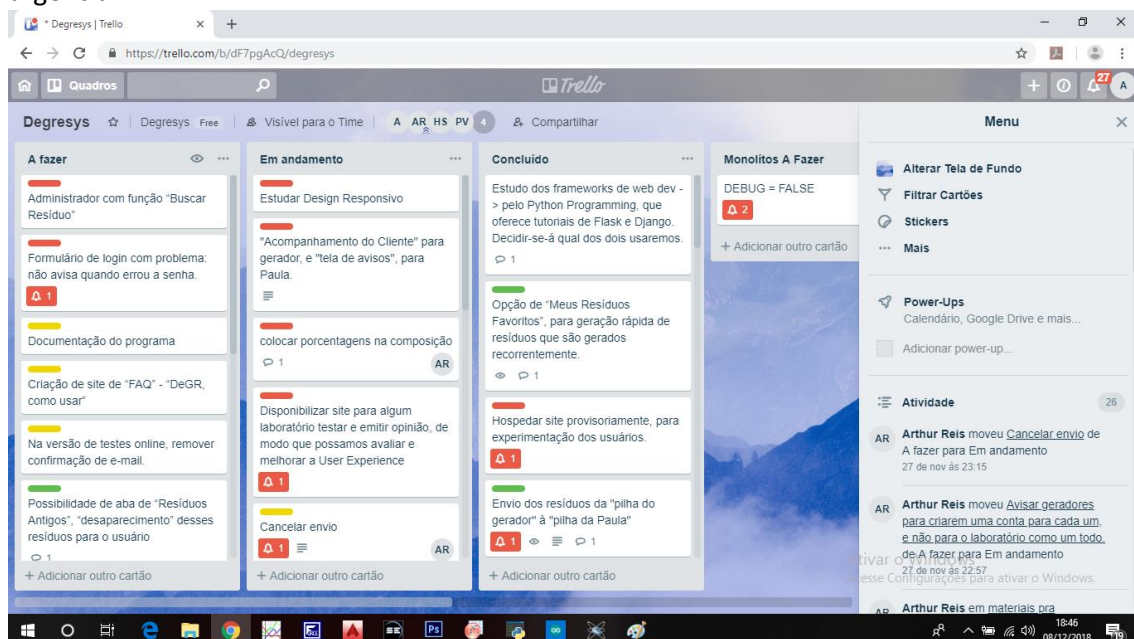 * Degresys | Trello
https://trello.com/b/dF7pgAcQ/degresys
Quadros
Trello
27
A
Degresys
Degresys Free
Visível para o Time
A AR HS PV 4
Compartilhar
A fazer
Administrador com função "Buscar
Resíduo"
Formulário de login com problema:
não avisa quando errou a senha.
1
Documentação do programa
Criação de site de "FAQ" - "DeGR,
como usar"
Na versão de testes online, remover
confirmação de e-mail.
Possibilidade de aba de "Resíduos
Antigos", "desaparecimento" desses
resíduos para o usuário
1
+ Adicionar outro cartão
Em andamento
Estudar Design Responsivo
"Acompanhamento do Cliente" para
gerador, e "tela de avisos", para
Paula.
colocar porcentagens na composição
1
AR
Disponibilizar site para algum
laboratório testar e emitir opinião, de
modo que possamos avaliar e
melhorar a User Experience
1
Cancelar envio
1
AR
+ Adicionar outro cartão
Concluído
Estudo dos frameworks de web dev -
> pelo Python Programming, que
oferece tutoriais de Flask e Django.
Decidir-se-á qual dos dois usaremos.
1
Opção de "Meus Resíduos
Favoritos", para geração rápida de
resíduos que são gerados
recorrentemente.
1
Hospedar site provisoriamente, para
experimentação dos usuários.
1
Envio dos resíduos da "pilha do
gerador" à "pilha da Paula"
1 1
+ Adicionar outro cartão
Monolitos A Fazer
DEBUG = FALSE
2
+ Adicionar outro cartão
Menu
Alterar Tela de Fundo
Filtrar Cartões
Stickers
Mais
Power-Ups
Calendário, Google Drive e mais...
Adicionar power-up...
Atividade
26
AR
Arthur Reis moveu Cancelar envio de
A fazer para Em andamento
27 de nov às 23:15
AR
Arthur Reis moveu Avisar geradores
para criarem uma conta para cada um,
e não para o laboratório como um todo.
de A fazer para Em andamento
27 de nov às 22:57
AR
Arthur Reis em materiais pra
Ativar o Windows
Acesse Configurações para ativar o Windows.
Ps
18:46
08/12/2018
19